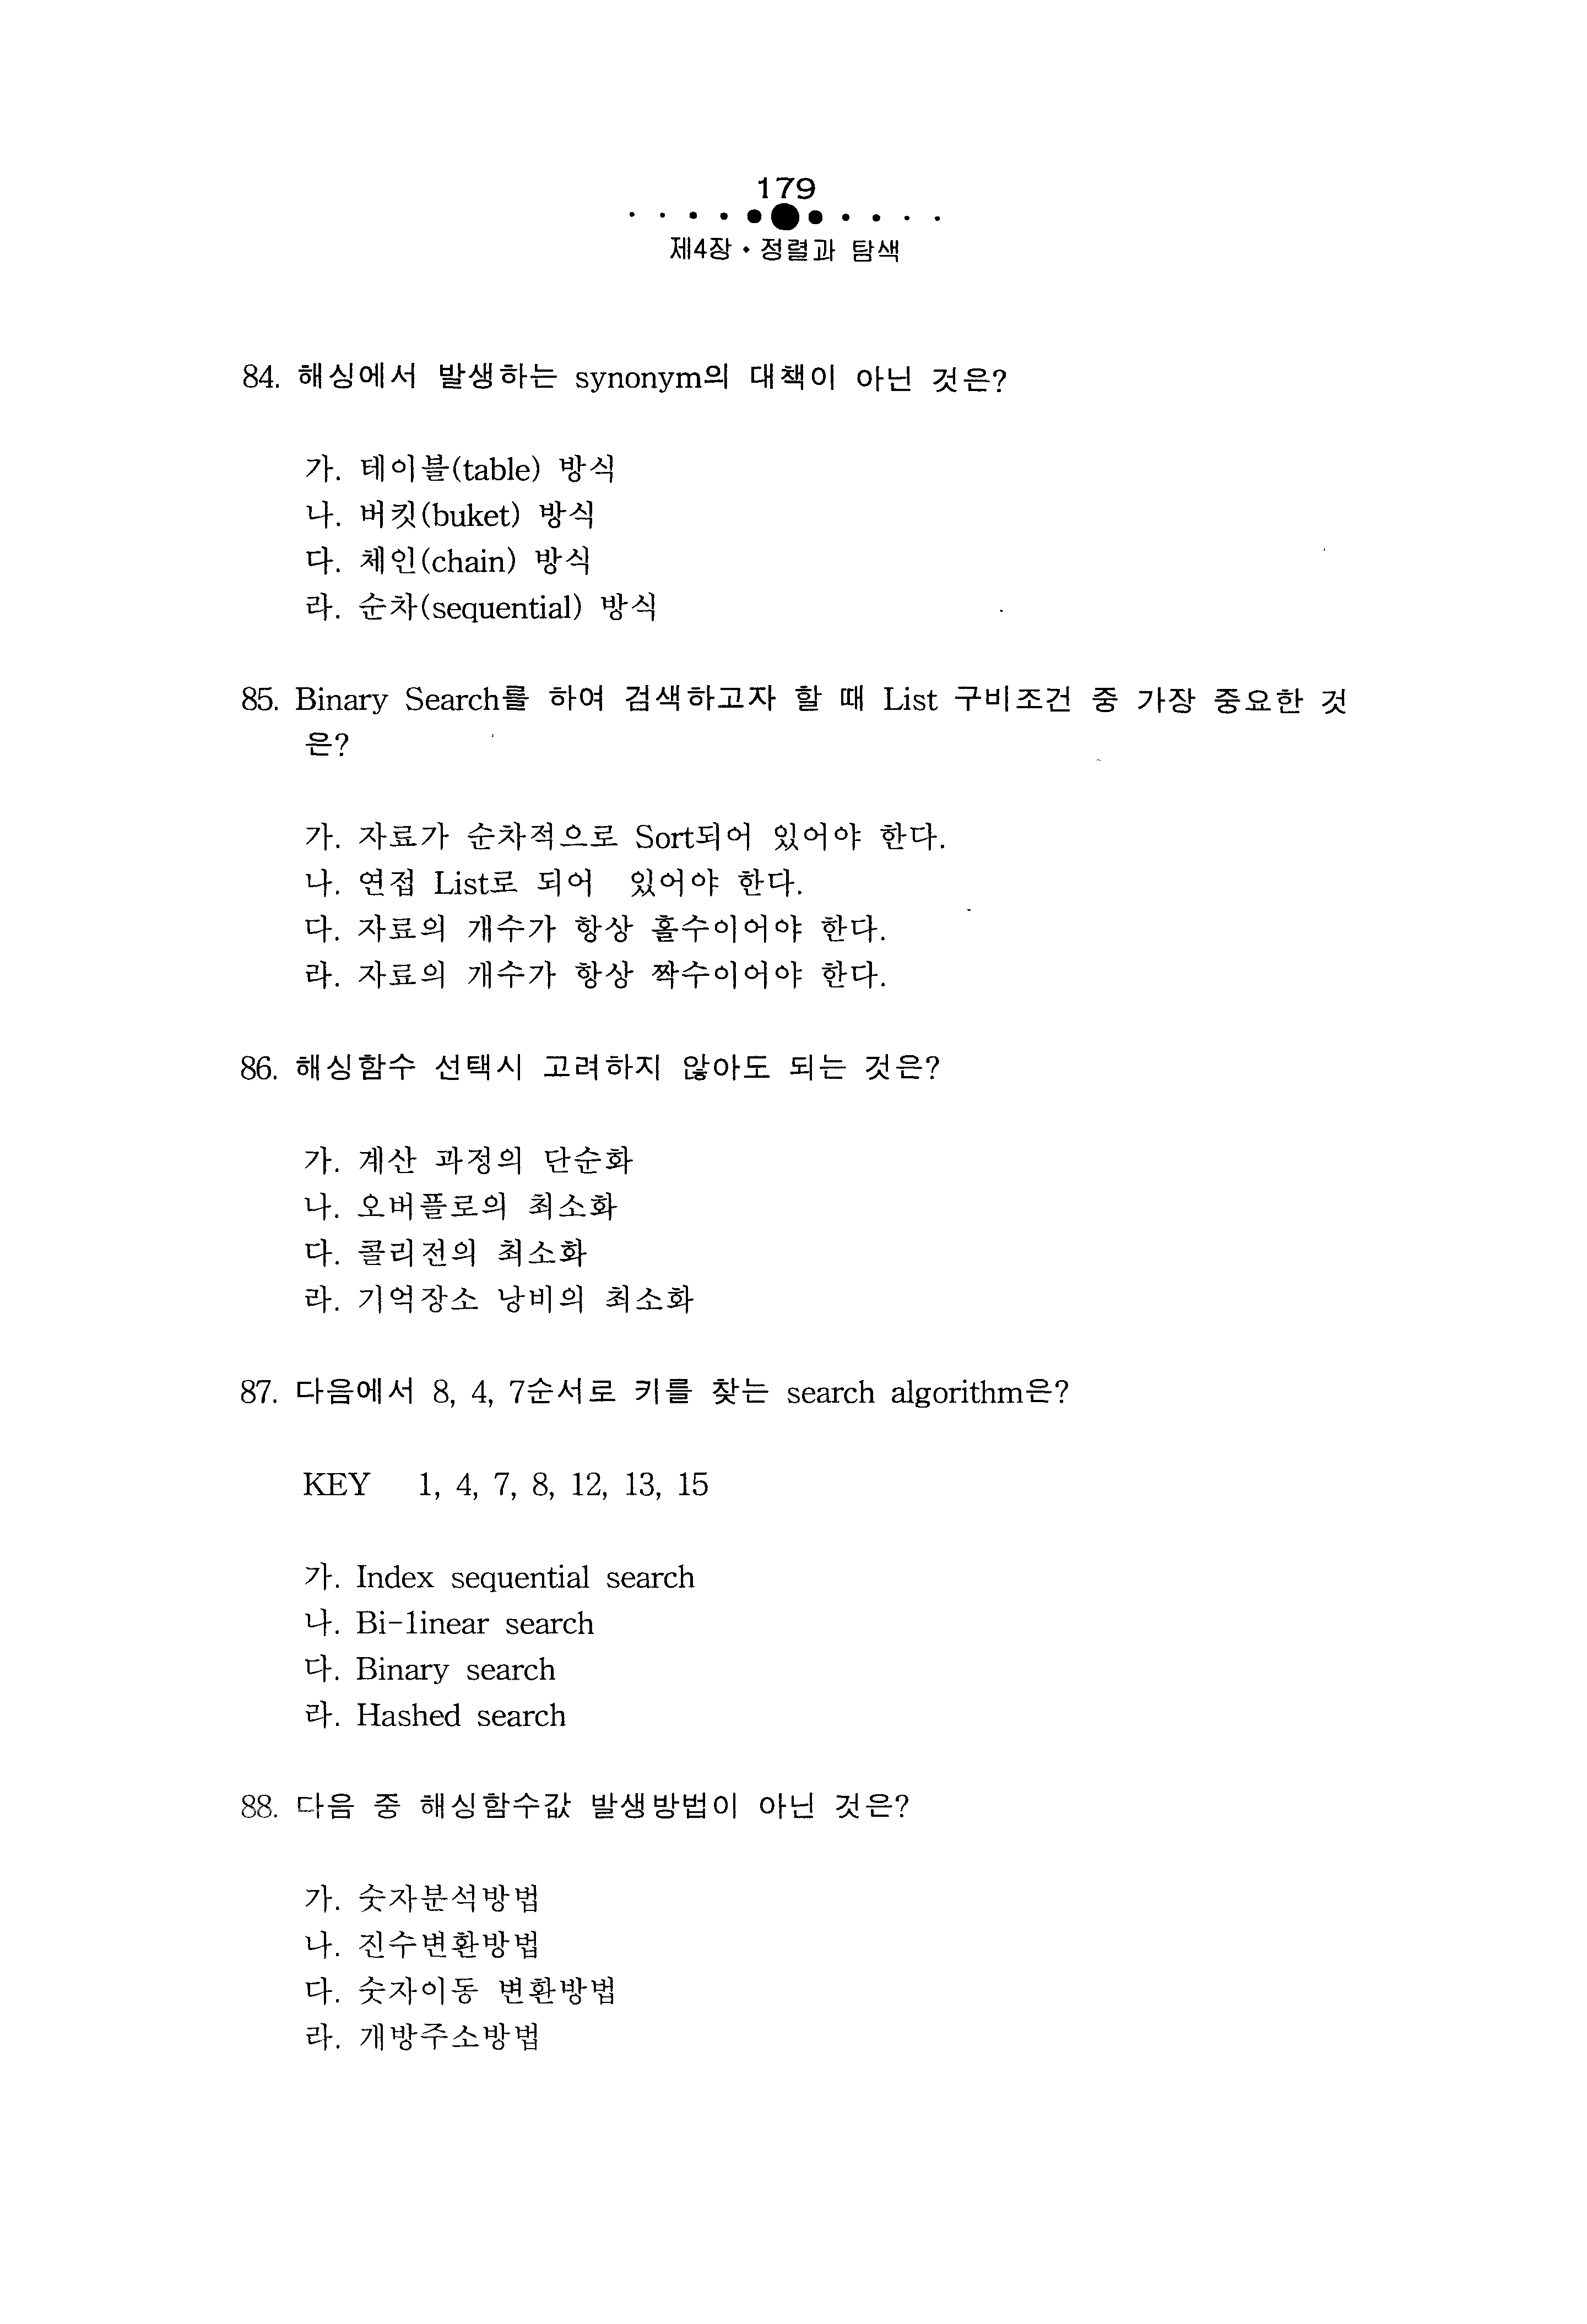 179
제4장 · 정렬과 탐색
84. 해싱에서 발생하는 synonym의 대책이 아닌 것은?
가. 테이블(table) 방식
나. 버킷(buket) 방식
다. 체인(chain) 방식
라. 순차(sequential) 방식
85. Binary Search를 하여 검색하고자 할 때 List 구비조건 중 가장 중요한 것
은?
가. 자료가 순차적으로 Sort되어 있어야 한다.
나. 연접 List로 되어 있어야 한다.
다. 자료의 개수가 항상 홀수이어야 한다.
라. 자료의 개수가 항상 짝수이어야 한다.
86. 해싱함수 선택시 고려하지 않아도 되는 것은?
가. 계산 과정의 단순화
나. 오버플로의 최소화
다. 콜리전의 최소화
라. 기억장소 낭비의 최소화
87. 다음에서 8, 4, 7순서로 키를 찾는 search algorithm은?
KEY 1, 4, 7, 8, 12, 13, 15
가. Index sequential search
나. Bi-linear search
다. Binary search
라. Hashed search
88. 다음 중 해싱함수값 발생방법이 아닌 것은?
가. 숫자분석방법
나. 진수변환방법
다. 숫자이동 변환방법
라. 개방주소방법